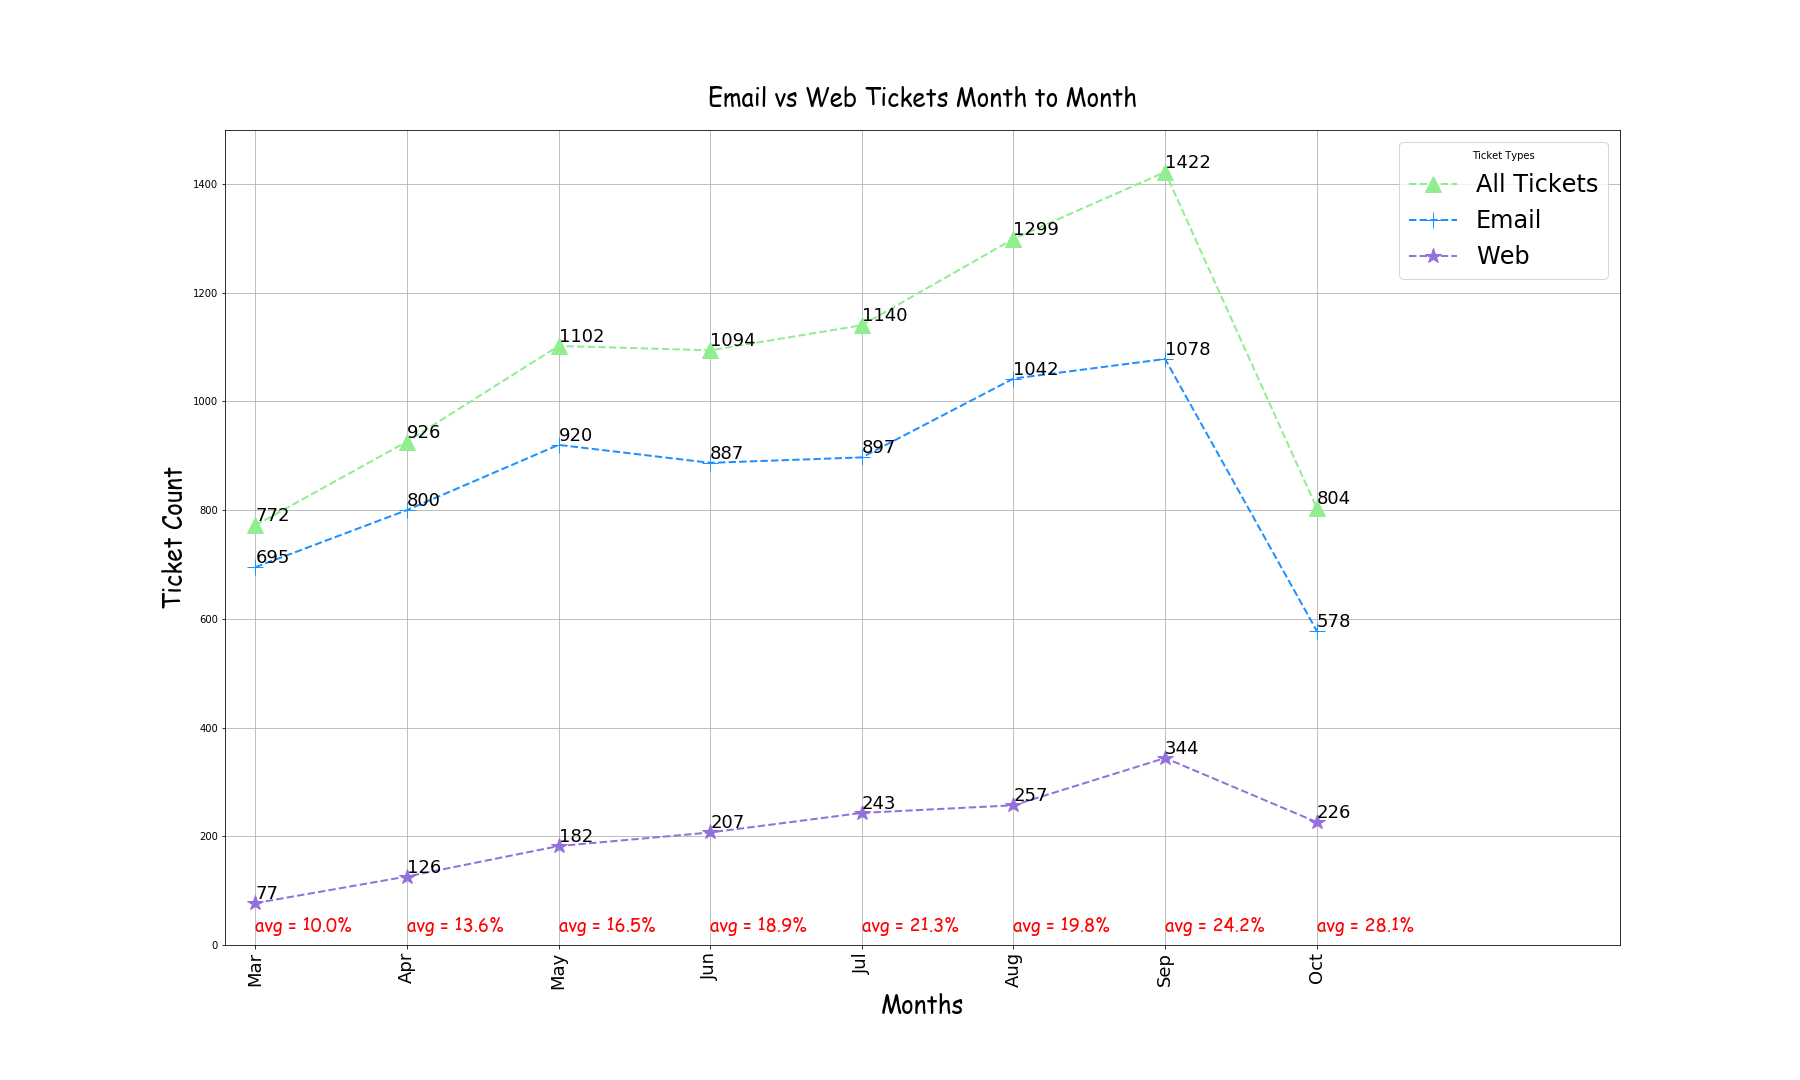 Email vs Web Tickets Month to Month
Ticket Types
All Tickets
Email
Web
Ticket Count
1400
1200
1000
800
600
400
200
0
772
926
1102
1094
1140
1299
1422
804
695
800
920
887
897
1042
1078
578
77
126
182
207
243
257
344
226
avg = 10.0%
avg = 13.6%
avg = 16.5%
avg = 18.9%
avg = 21.3%
avg = 19.8%
avg = 24.2%
avg = 28.1%
Mar
Apr
May
Jun
Jul
Aug
Sep
Oct
Months